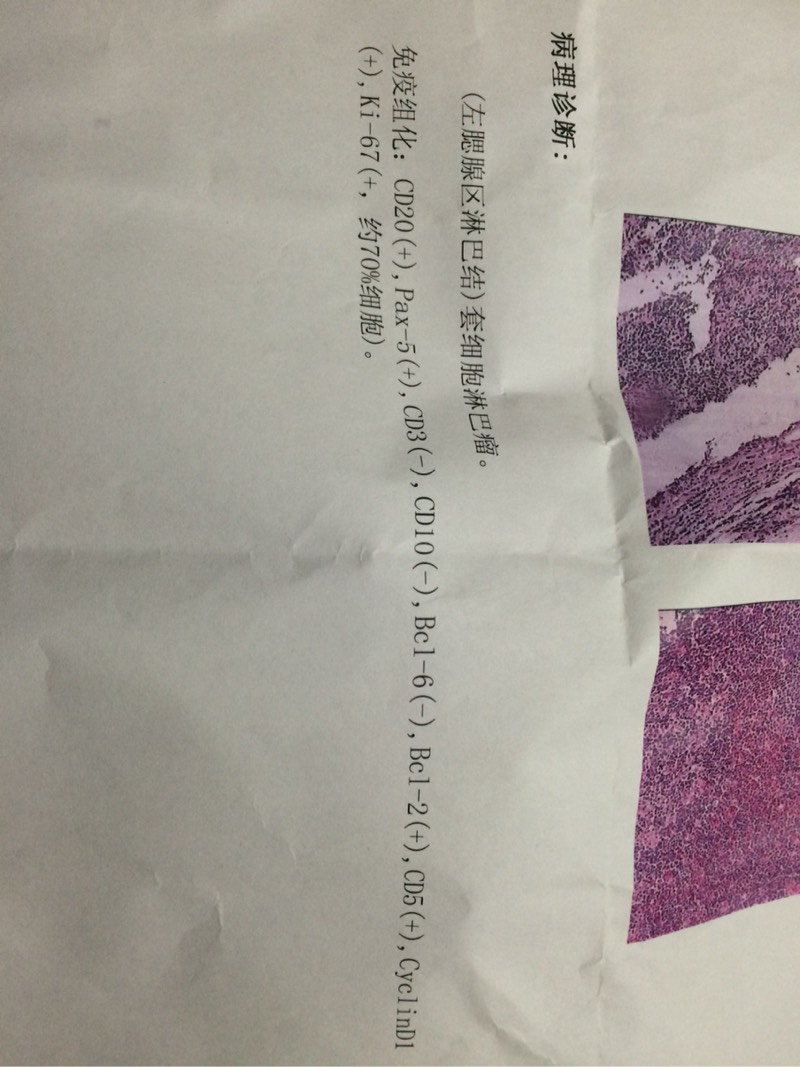 病理诊断：
(左腮腺区淋巴结)套细胞淋巴瘤。
免疫组化：CD20(+),Pax-5(+),CD3(-),CD10(-),Bcl-6(-),Bcl-2(+),CD5(+),CyclinD1
(+),Ki-67(+, 约70%细胞)。